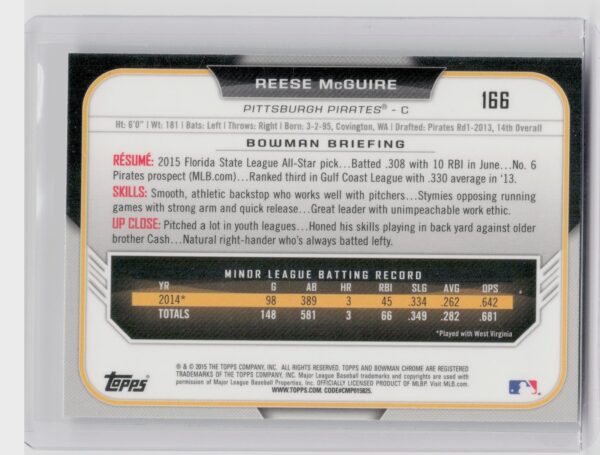 REESE McGUIRE
PITTSBURGH PIRATES® - C
166
Ht: 6'0" | Wt: 181 | Bats: Left | Throws: Right | Born: 3-2-95, Covington, WA | Drafted: Pirates Rd1-2013, 14th Overall
BOWMAN BRIEFING
RÉSUMÉ: 2015 Florida State League All-Star pick...Batted .308 with 10 RBI in June...No. 6
Pirates prospect (MLB.com)...Ranked third in Gulf Coast League with .330 average in '13.
SKILLS: Smooth, athletic backstop who works well with pitchers...Stymies opposing running
games with strong arm and quick release...Great leader with unimpeachable work ethic.
UP CLOSE: Pitched a lot in youth leagues...Honed his skills playing in back yard against older
brother Cash...Natural right-hander who's always batted lefty.
MINOR LEAGUE BATTING RECORD
YR G AB HR RBI SLG AVG OPS
2014* 98 389 3 45 .334 .262 .642
TOTALS 148 581 3 66 .349 .282 .681
*Played with West Virginia
® & © 2015 THE TOPPS COMPANY, INC. ALL RIGHTS RESERVED. TOPPS AND BOWMAN CHROME ARE REGISTERED
TRADEMARKS OF THE TOPPS COMPANY, INC. Major League Baseball trademarks and copyrights are used with
permission of Major League Baseball Properties, Inc. OFFICIALLY LICENSED PRODUCT OF MLBP. Visit MLB.com.
WWW.TOPPS.COM. CODE#CMP015825.
Topps